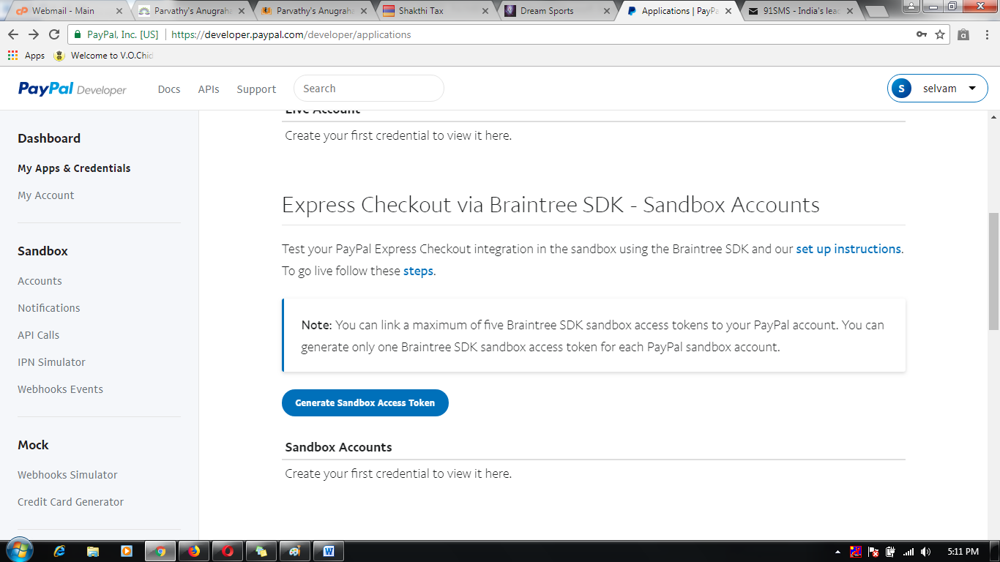 Webmail - Main
Parvathy's Anugraha
Parvathy's Anugraha
Shakthi Tax
Dream Sports
Applications | PayPa
91SMS - India's lead
PayPal, Inc. [US] https://developer.paypal.com/developer/applications
Apps Welcome to V.O.Chid
PayPal Developer Docs APIs Support Search S selvam
Dashboard
My Apps & Credentials
My Account
Sandbox
Accounts
Notifications
API Calls
IPN Simulator
Webhooks Events
Mock
Webhooks Simulator
Credit Card Generator
Live Account
Create your first credential to view it here.
Express Checkout via Braintree SDK - Sandbox Accounts
Test your PayPal Express Checkout integration in the sandbox using the Braintree SDK and our set up instructions.
To go live follow these steps.
Note: You can link a maximum of five Braintree SDK sandbox access tokens to your PayPal account. You can
generate only one Braintree SDK sandbox access token for each PayPal sandbox account.
Generate Sandbox Access Token
Sandbox Accounts
Create your first credential to view it here.
5:11 PM